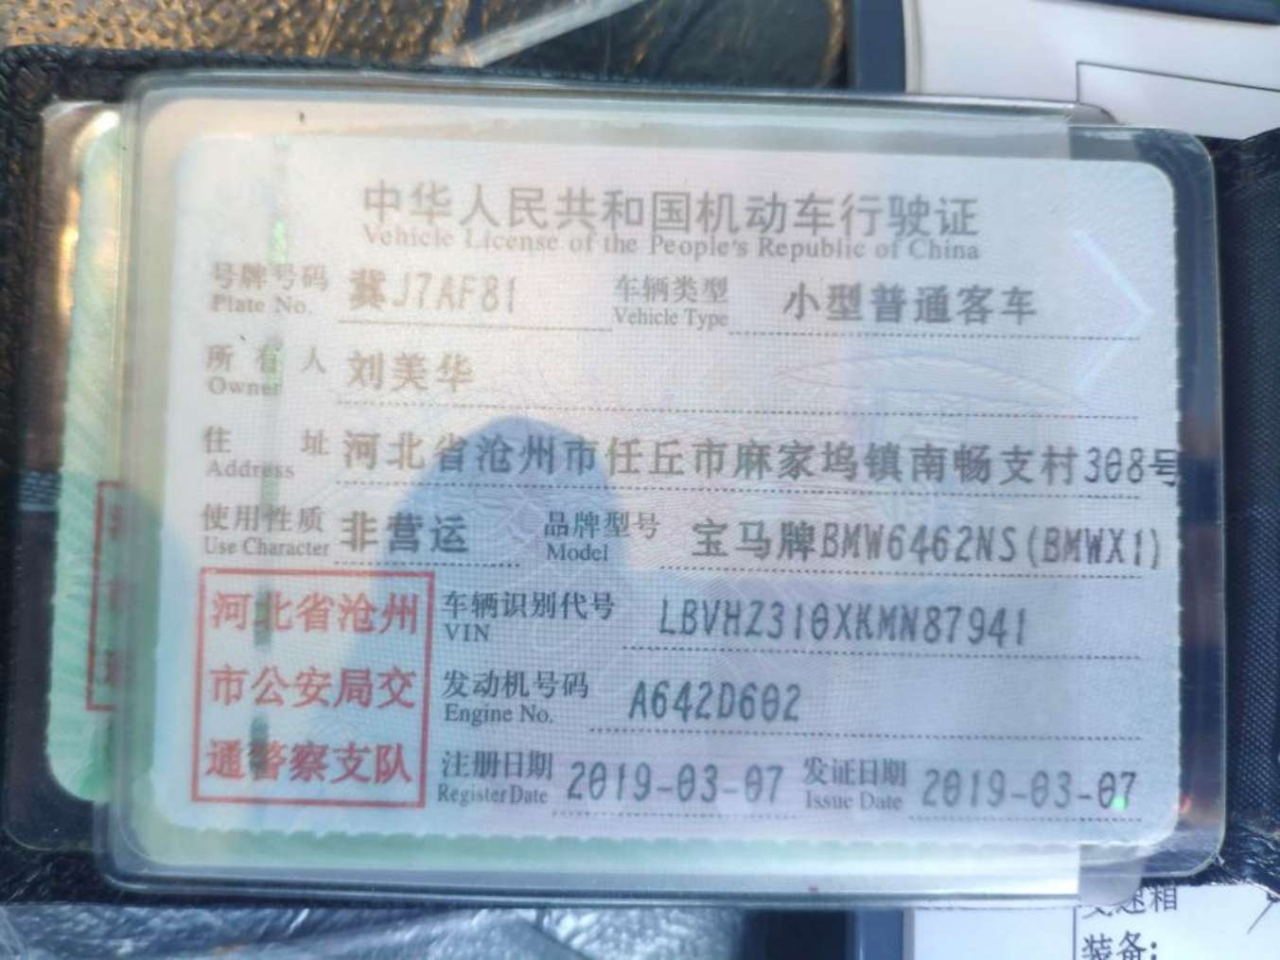 中华人民共和国机动车行驶证
Vehicle License of the People's Republic of China
号牌号码 冀J7AF81 车辆类型 小型普通客车
Plate No. Vehicle Type
所有人 刘美华
Owner
住址 河北省沧州市任丘市麻家坞镇南畅支村308号
Address
使用性质 非营运 品牌型号 宝马牌BMW6462NS(BMWX1)
Use Character Model
河北省沧州
市公安局交
通警察支队
车辆识别代号 LBVHZ310XKMN87941
VIN
发动机号码 A642D602
Engine No.
注册日期 2019-03-07 发证日期 2019-03-07
Register Date Issue Date
变速箱
装备: